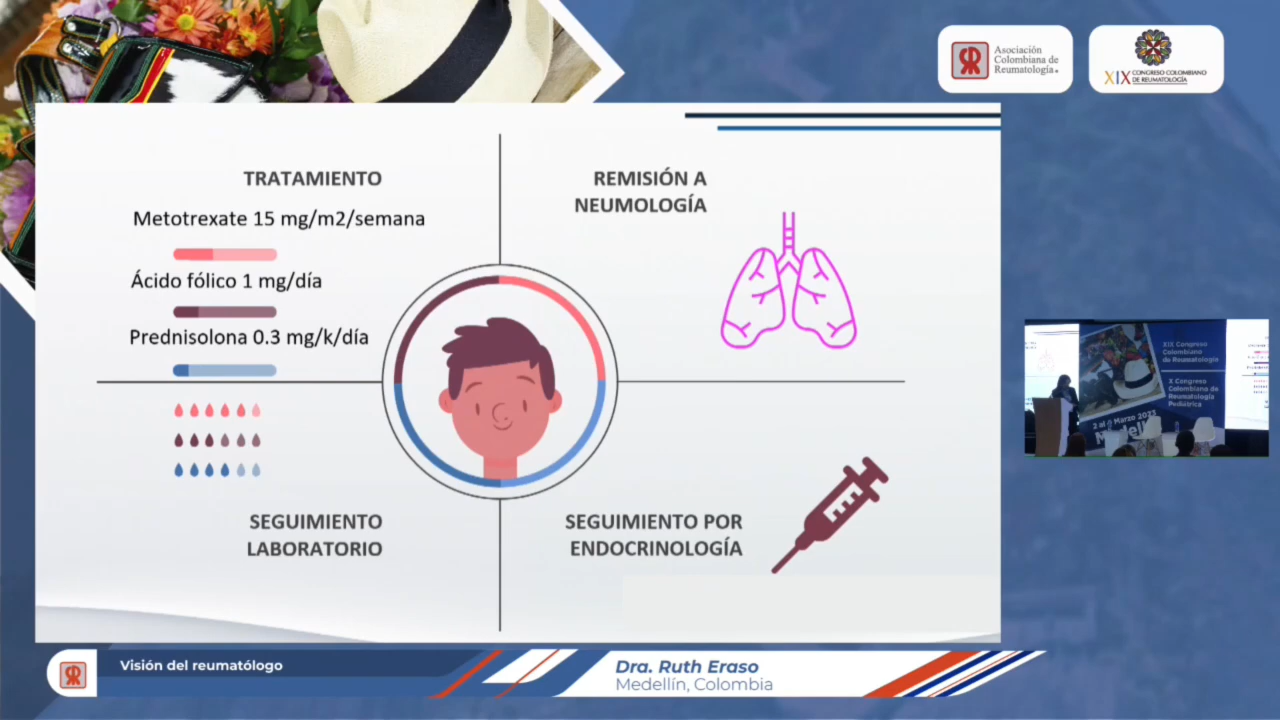 Asociación
Colombiana de
Reumatología.
XIX CONGRESO COLOMBIANO
DE REUMATOLOGÍA
TRATAMIENTO
Metotrexate 15 mg/m2/semana
Ácido fólico 1 mg/día
Prednisolona 0.3 mg/k/día
REMISIÓN A
NEUMOLOGÍA
SEGUIMIENTO
LABORATORIO
SEGUIMIENTO POR
ENDOCRINOLOGÍA
XIX Congreso
Colombiano
de Reumatología
X Congreso
Colombiano de
Reumatología
Pediátrica
Visión del reumatólogo
Dra. Ruth Eraso
Medellín, Colombia